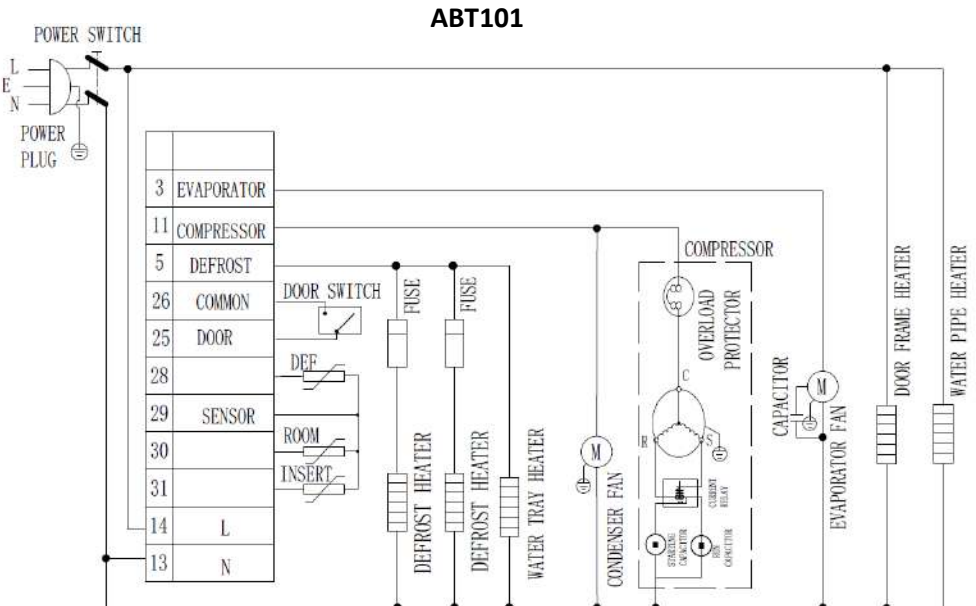 ABT101
POWER SWITCH
L
E
N
POWER
PLUG
3 EVAPORATOR
11 COMPRESSOR
5 DEFROST
26 COMMON
25 DOOR
28
29 SENSOR
30
31
14 L
13 N
DOOR SWITCH
DEF
ROOM
INSERT
FUSE
FUSE
DEFROST HEATER
DEFROST HEATER
WATER TRAY HEATER
M
CONDENSER FAN
COMPRESSOR
OVERLOAD
PROTECTOR
C
R
S
CURRENT
RELAY
STARTING
CAPACITOR
RUN
CAPACITOR
CAPACITOR
M
EVAPORATOR FAN
DOOR FRAME HEATER
WATER PIPE HEATER